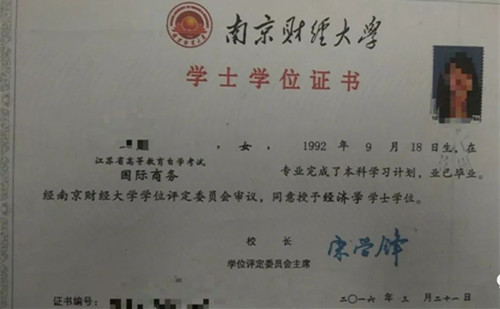 南京财经大学
学士学位证书
，女，1992 年 9 月 18 日生，在
江苏省高等教育自学考试
国际商务
专业完成了本科学习计划，业已毕业。
经南京财经大学学位评定委员会审议，同意授予经济学学士学位。
校 长
学位评定委员会主席
宋学锋
证书编号：
二〇一六 年 三 月 二十一日